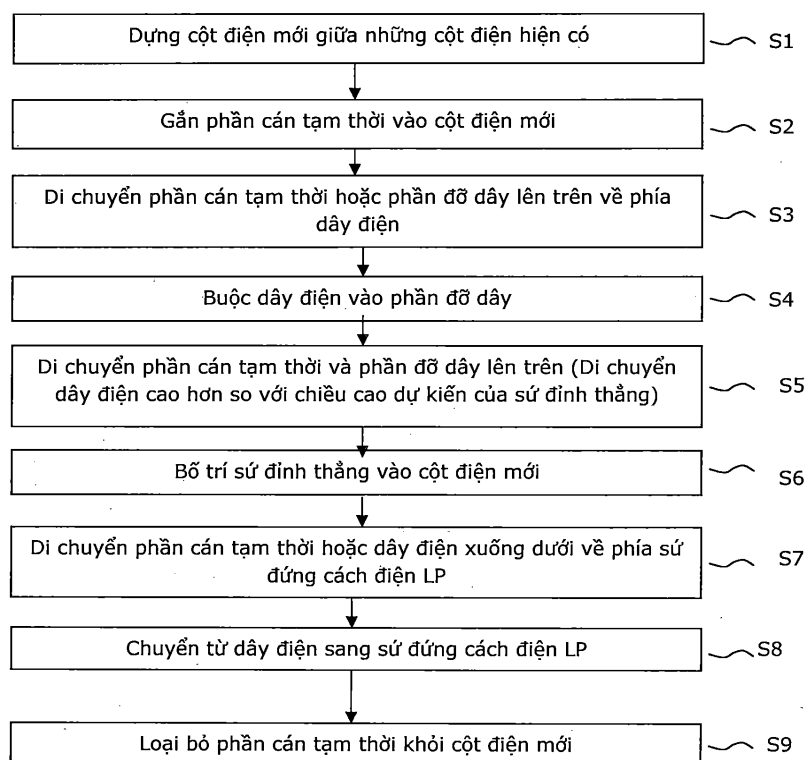 Dựng cột điện mới giữa những cột điện hiện có
S1
Gắn phần cán tạm thời vào cột điện mới
S2
Di chuyển phần cán tạm thời hoặc phần đỡ dây lên trên về phía
dây điện
S3
Buộc dây điện vào phần đỡ dây
S4
Di chuyển phần cán tạm thời và phần đỡ dây lên trên (Di chuyển
dây điện cao hơn so với chiều cao dự kiến của sứ đỉnh thẳng)
S5
Bố trí sứ đỉnh thẳng vào cột điện mới
S6
Di chuyển phần cán tạm thời hoặc dây điện xuống dưới về phía sứ
đứng cách điện LP
S7
Chuyển từ dây điện sang sứ đứng cách điện LP
S8
Loại bỏ phần cán tạm thời khỏi cột điện mới
S9